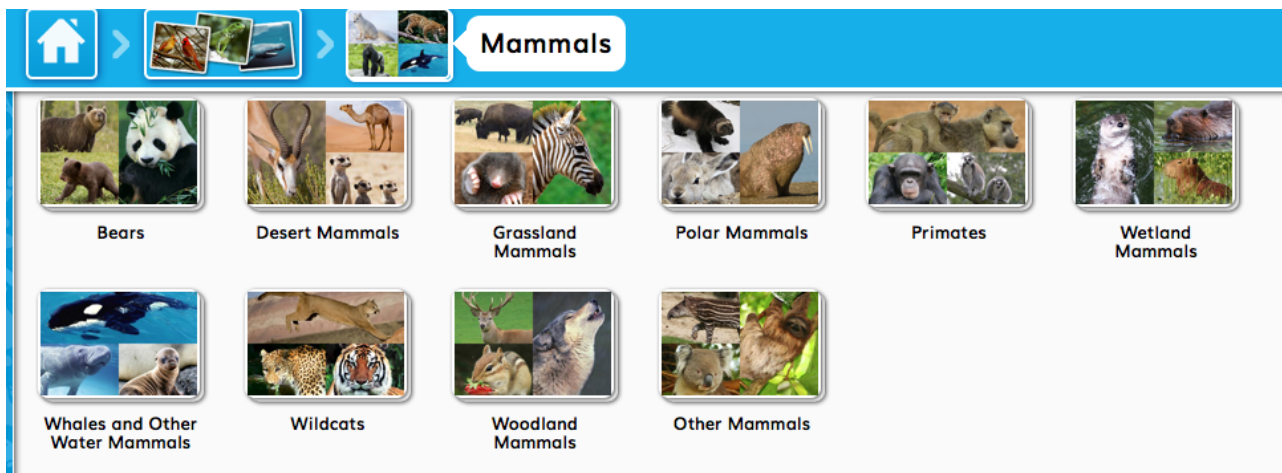 Mammals
Bears
Desert Mammals
Grassland
Mammals
Polar Mammals
Primates
Wetland
Mammals
Whales and Other
Water Mammals
Wildcats
Woodland
Mammals
Other Mammals